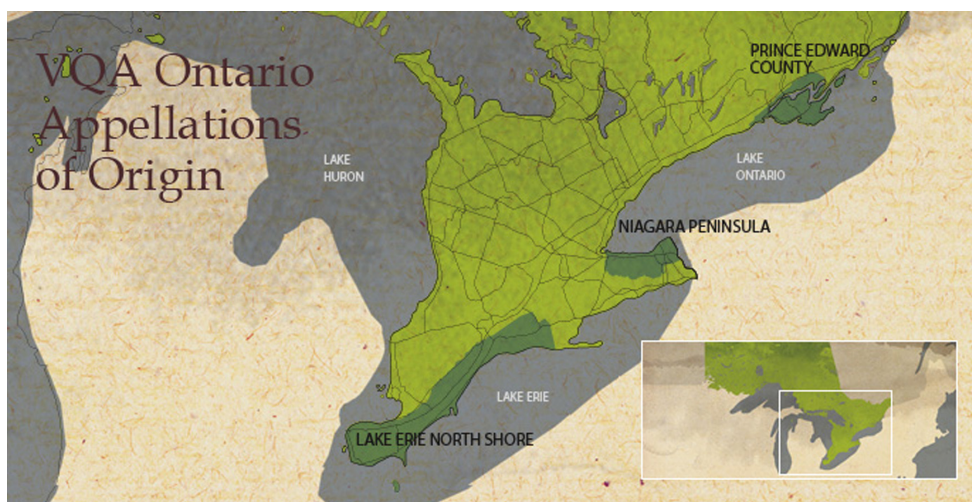 VQA Ontario
Appellations
of Origin
PRINCE EDWARD
COUNTY
LAKE
HURON
LAKE
ONTARIO
NIAGARA PENINSULA
LAKE ERIE
LAKE ERIE NORTH SHORE